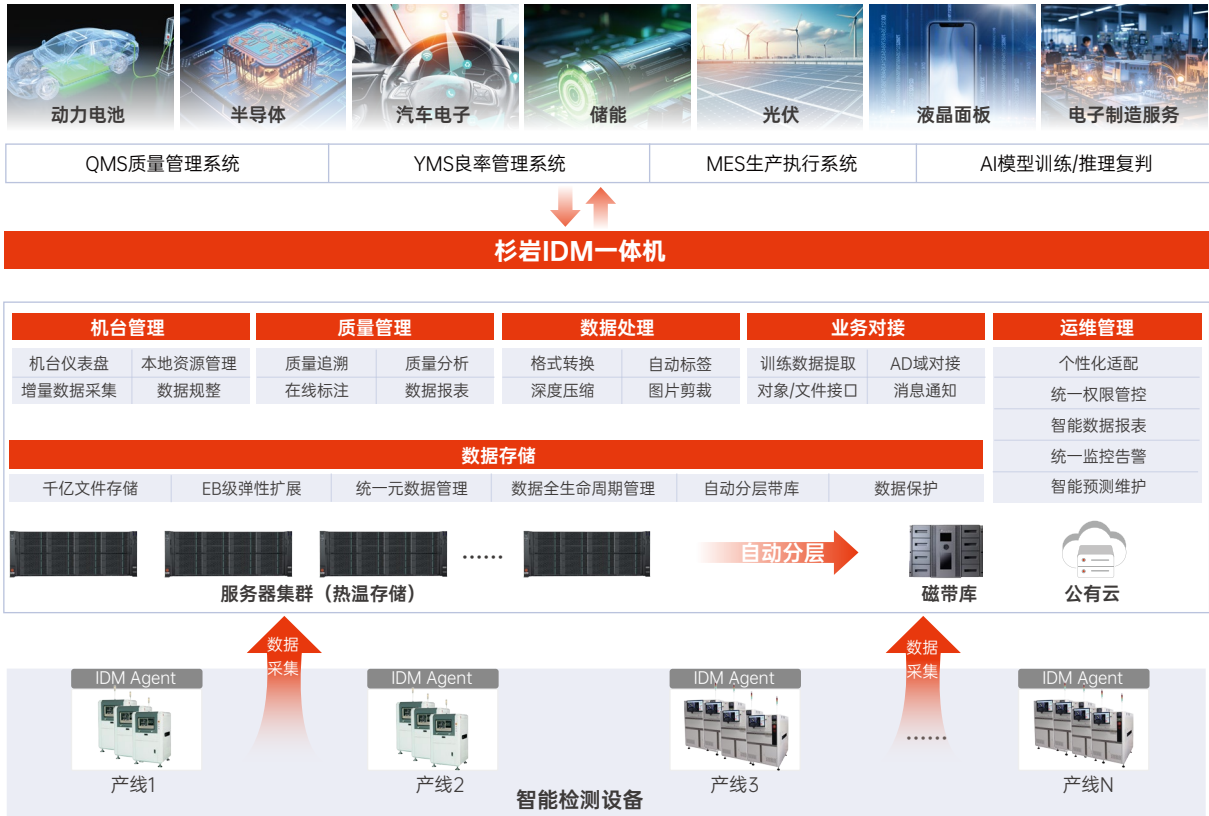 动力电池
半导体
汽车电子
储能
光伏
液晶面板
电子制造服务
QMS质量管理系统
YMS良率管理系统
MES生产执行系统
AI模型训练/推理复判
杉岩IDM一体机
机台管理
质量管理
数据处理
业务对接
运维管理
机台仪表盘 本地资源管理
增量数据采集 数据规整
质量追溯 质量分析
在线标注 数据报表
格式转换 自动标签
深度压缩 图片剪裁
训练数据提取 AD域对接
对象/文件接口 消息通知
个性化适配
统一权限管控
智能数据报表
统一监控告警
智能预测维护
数据存储
千亿文件存储
EB级弹性扩展
统一元数据管理
数据全生命周期管理
自动分层带库
数据保护
......
自动分层
服务器集群（热温存储）
磁带库
公有云
数据
采集
数据
采集
IDM Agent
IDM Agent
IDM Agent
IDM Agent
......
产线1
产线2
产线3
产线N
智能检测设备